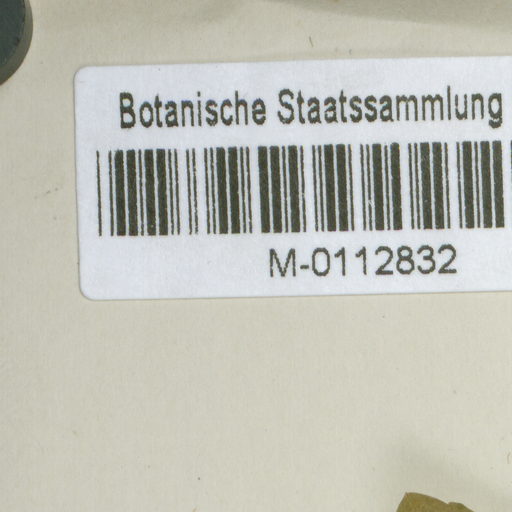 Botanische Staatssammlung
M-0112832